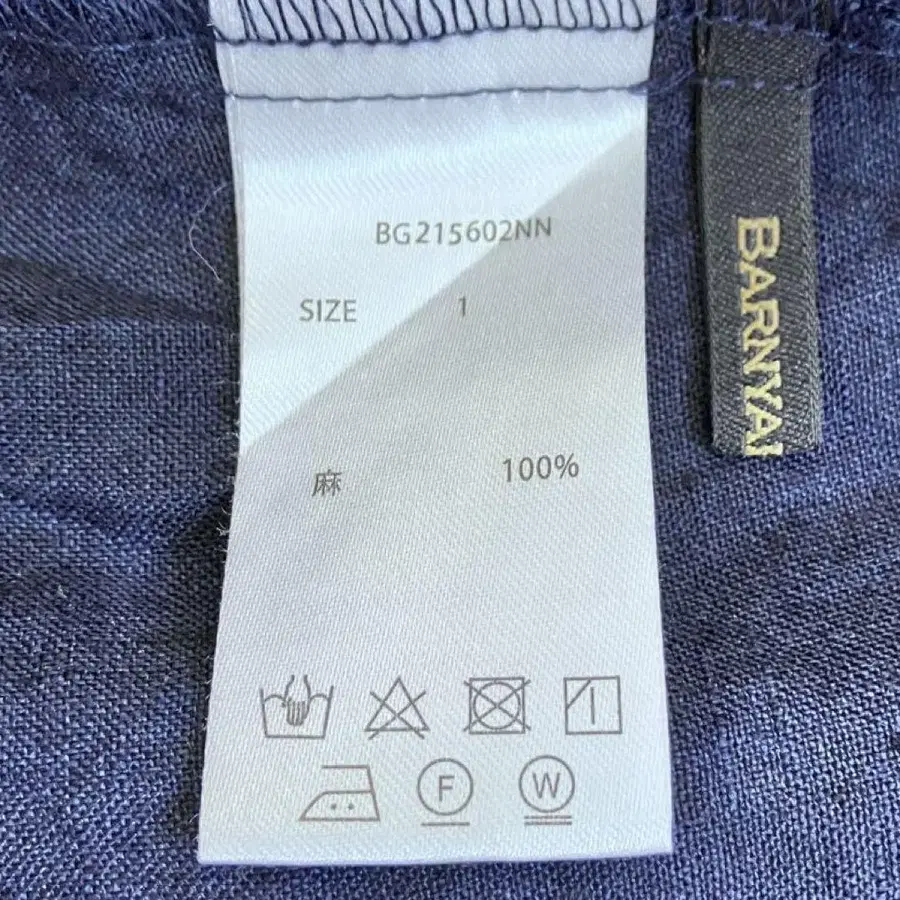 BG215602NN
SIZE 1
麻 100%
F W
BARNYA